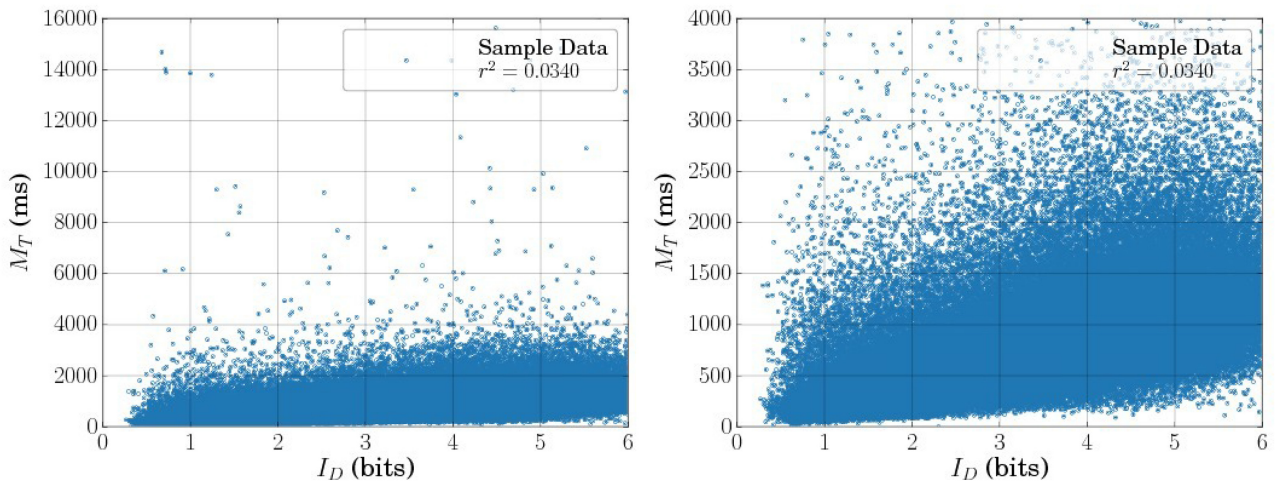 16000
14000
12000
10000
8000
6000
4000
2000
0
M_T (ms)
0 1 2 3 4 5 6
I_D (bits)
Sample Data
r² = 0.0340
4000
3500
3000
2500
2000
1500
1000
500
0
M_T (ms)
0 1 2 3 4 5 6
I_D (bits)
Sample Data
r² = 0.0340